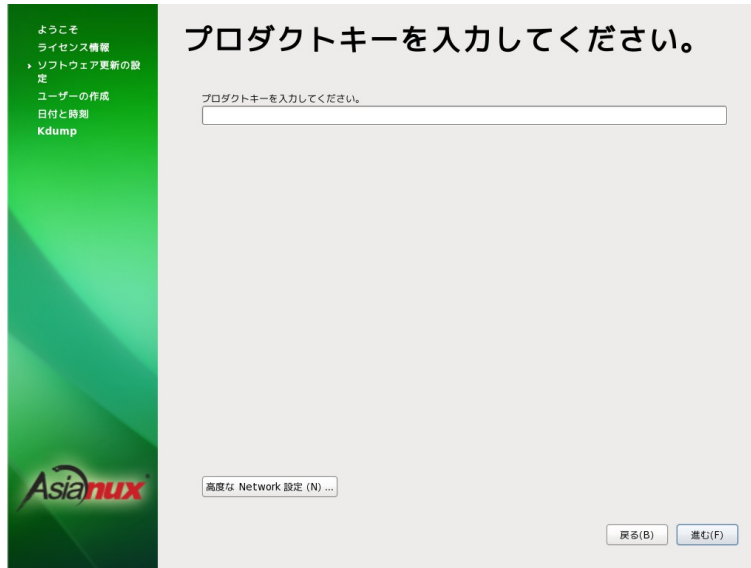 ようこそ
ライセンス情報
ソフトウェア更新の設
定
ユーザーの作成
日付と時刻
Kdump
プロダクトキーを入力してください。
プロダクトキーを入力してください。
高度な Network 設定 (N) ...
戻る(B)
進む(F)
Asianux